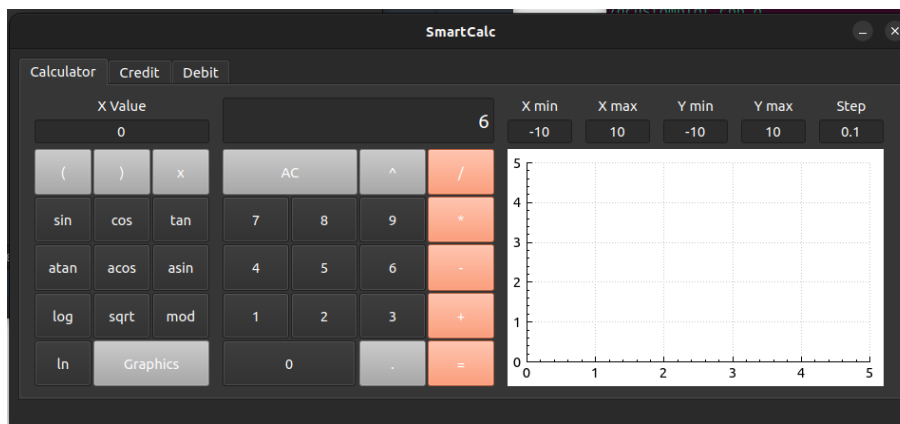 SmartCalc
Calculator Credit Debit
X Value
0
6
X min X max Y min Y max Step
-10 10 -10 10 0.1
( ) x AC ^ /
sin cos tan 7 8 9 *
atan acos asin 4 5 6 -
log sqrt mod 1 2 3 +
ln Graphics 0 . =
5
4
3
2
1
0
0 1 2 3 4 5